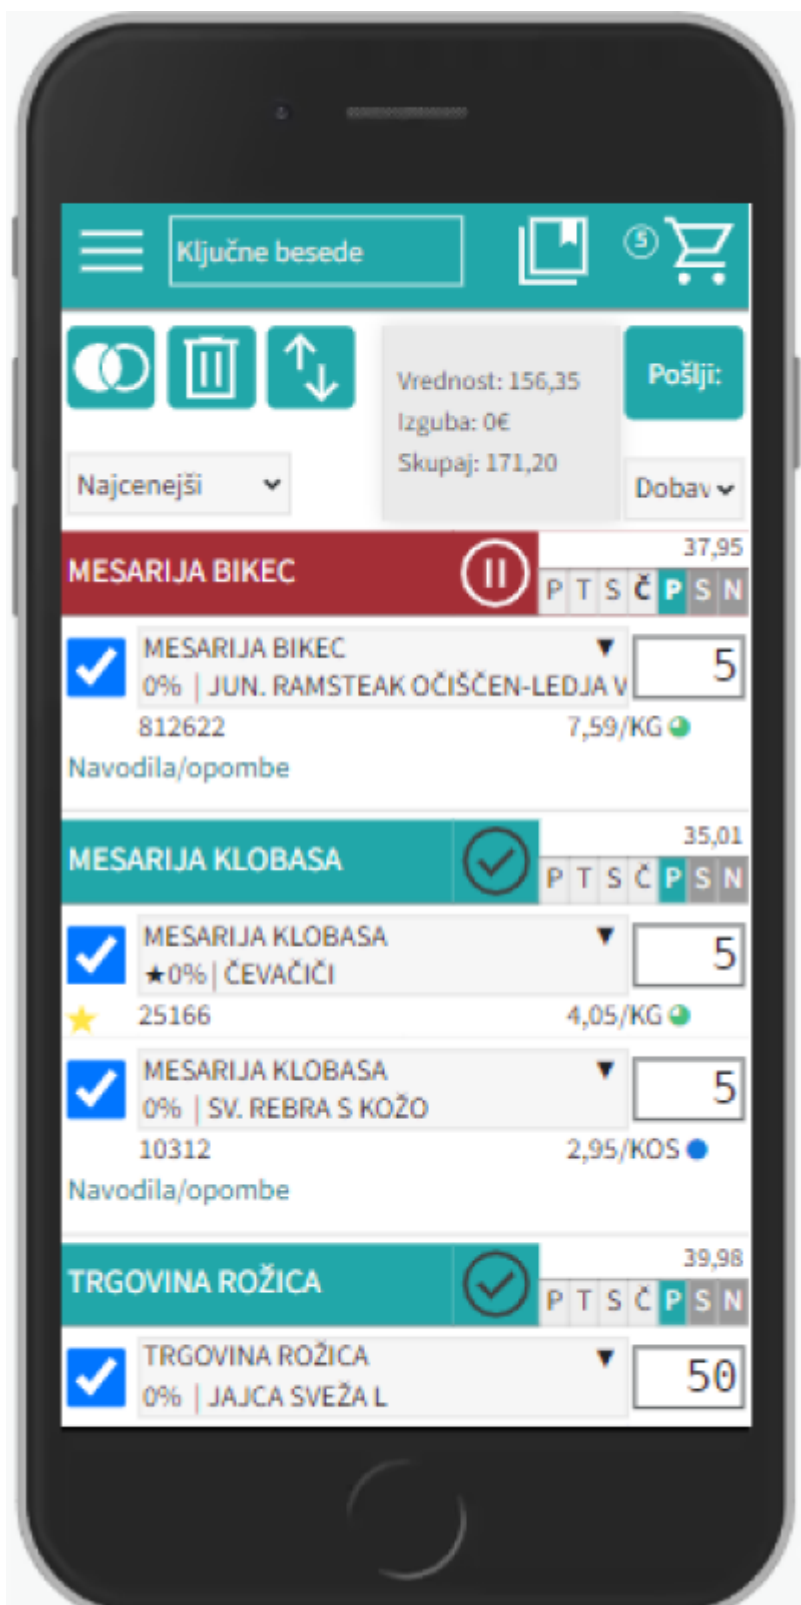 Ključne besede
5
Vrednost: 156,35
Izguba: 0€
Skupaj: 171,20
Pošlji:
Najcenejši
Dobav
MESARIJA BIKEC
37,95
P T S Č P S N
MESARIJA BIKEC
0% | JUN. RAMSTEAK OČIŠČEN-LEDJA V
5
812622 7,59/KG
Navodila/opombe
MESARIJA KLOBASA
35,01
P T S Č P S N
MESARIJA KLOBASA
★0% | ČEVAČIČI
5
25166 4,05/KG
MESARIJA KLOBASA
0% | SV. REBRA S KOŽO
5
10312 2,95/KOS
Navodila/opombe
TRGOVINA ROŽICA
39,98
P T S Č P S N
TRGOVINA ROŽICA
0% | JAJCA SVEŽA L
50